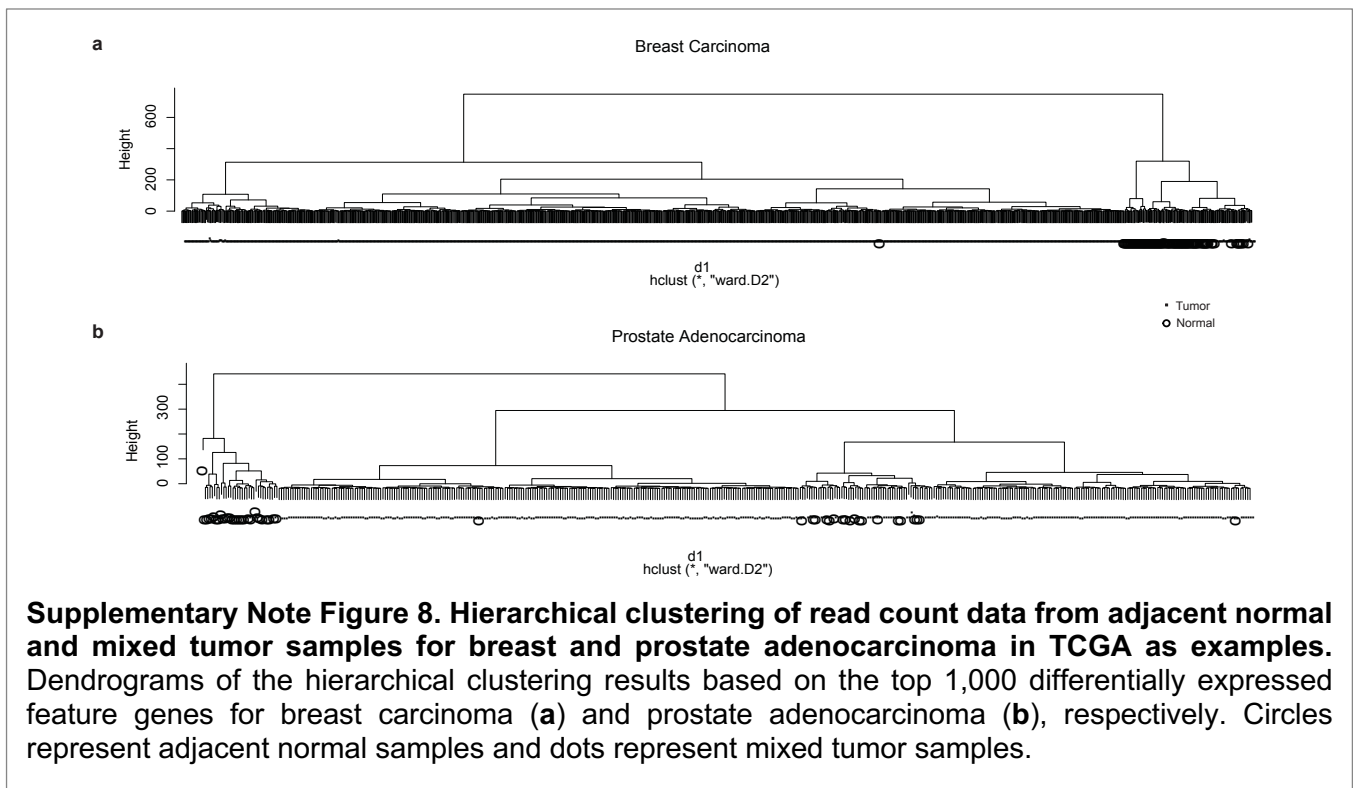 a
Breast Carcinoma
Height
600
200
0
d1
hclust (*, "ward.D2")
Tumor
Normal
b
Prostate Adenocarcinoma
Height
300
100
0
d1
hclust (*, "ward.D2")
Supplementary Note Figure 8. Hierarchical clustering of read count data from adjacent normal
and mixed tumor samples for breast and prostate adenocarcinoma in TCGA as examples.
Dendrograms of the hierarchical clustering results based on the top 1,000 differentially expressed
feature genes for breast carcinoma (a) and prostate adenocarcinoma (b), respectively. Circles
represent adjacent normal samples and dots represent mixed tumor samples.